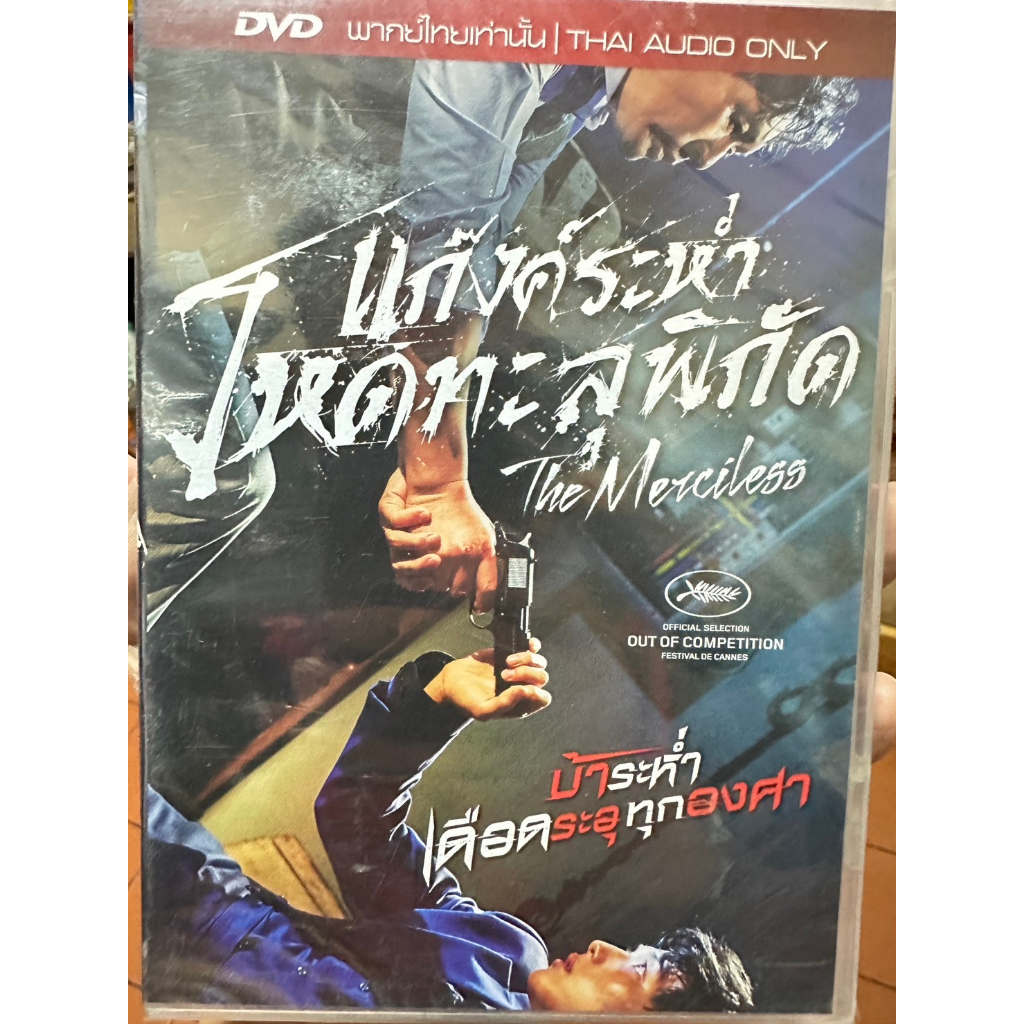 DVD พากย์ไทยเท่านั้น | THAI AUDIO ONLY
แก๊งค์ระห่ำ
โหดทะลุพิกัด
The Merciless
OFFICIAL SELECTION
OUT OF COMPETITION
FESTIVAL DE CANNES
บ้าระห่ำ
เดือดระอุทุกองศา